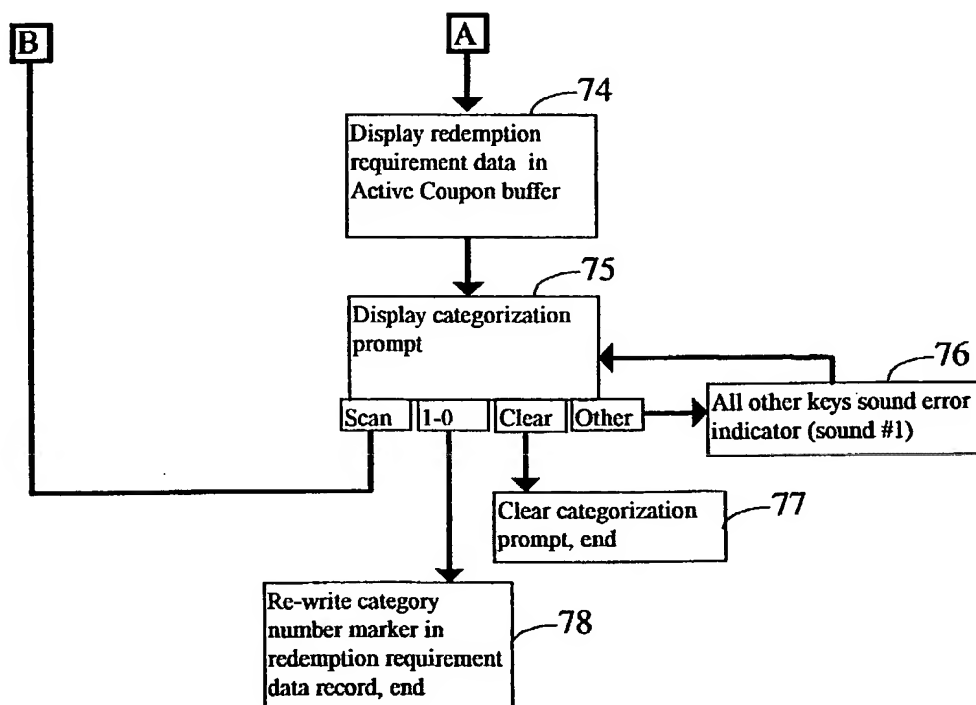 B
A
74
Display redemption
requirement data in
Active Coupon buffer
75
Display categorization
prompt
76
Scan 1-0 Clear Other
All other keys sound error
indicator (sound #1)
Clear categorization
prompt, end
77
Re-write category
number marker in
redemption requirement
data record, end
78